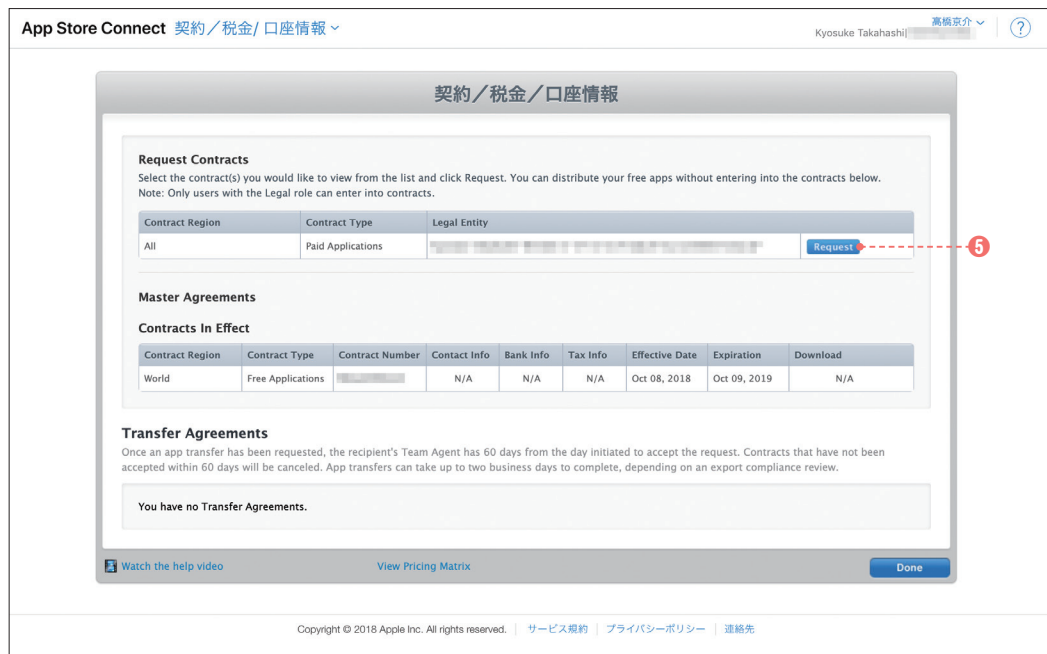 App Store Connect 契約／税金/ 口座情報
高橋京介
Kyosuke Takahashi|
?
契約／税金／口座情報
Request Contracts
Select the contract(s) you would like to view from the list and click Request. You can distribute your free apps without entering into the contracts below.
Note: Only users with the Legal role can enter into contracts.
Contract Region Contract Type Legal Entity
All Paid Applications Request 5
Master Agreements
Contracts In Effect
Contract Region Contract Type Contract Number Contact Info Bank Info Tax Info Effective Date Expiration Download
World Free Applications N/A N/A N/A Oct 08, 2018 Oct 09, 2019 N/A
Transfer Agreements
Once an app transfer has been requested, the recipient's Team Agent has 60 days from the day initiated to accept the request. Contracts that have not been
accepted within 60 days will be canceled. App transfers can take up to two business days to complete, depending on an export compliance review.
You have no Transfer Agreements.
Watch the help video View Pricing Matrix Done
Copyright © 2018 Apple Inc. All rights reserved. | サービス規約 | プライバシーポリシー | 連絡先